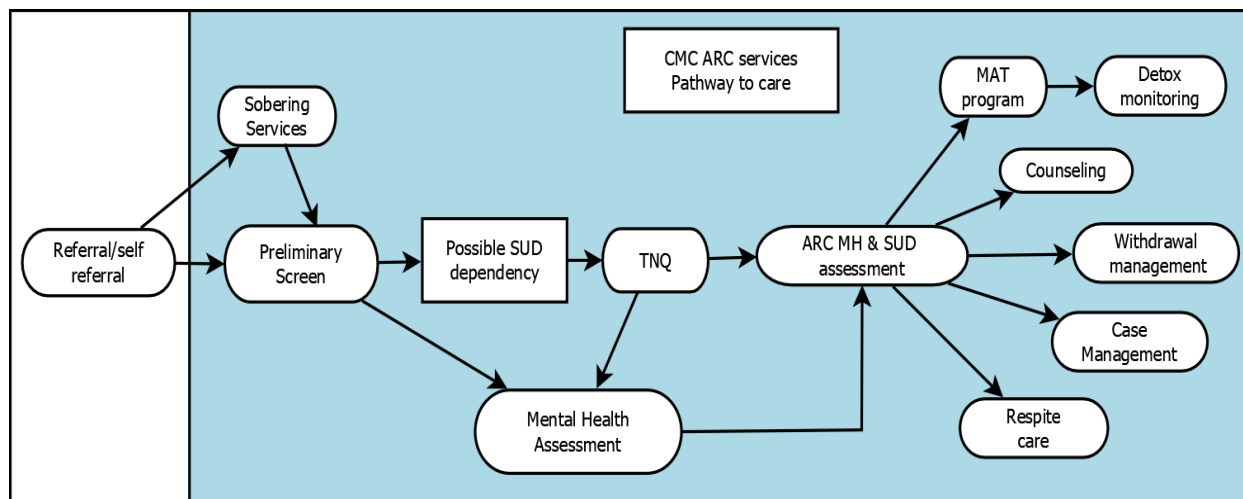 CMC ARC services
Pathway to care
Sobering
Services
Referral/self
referral
Preliminary
Screen
Possible SUD
dependency
TNQ
Mental Health
Assessment
ARC MH & SUD
assessment
MAT
program
Detox
monitoring
Counseling
Withdrawal
management
Case
Management
Respite
care